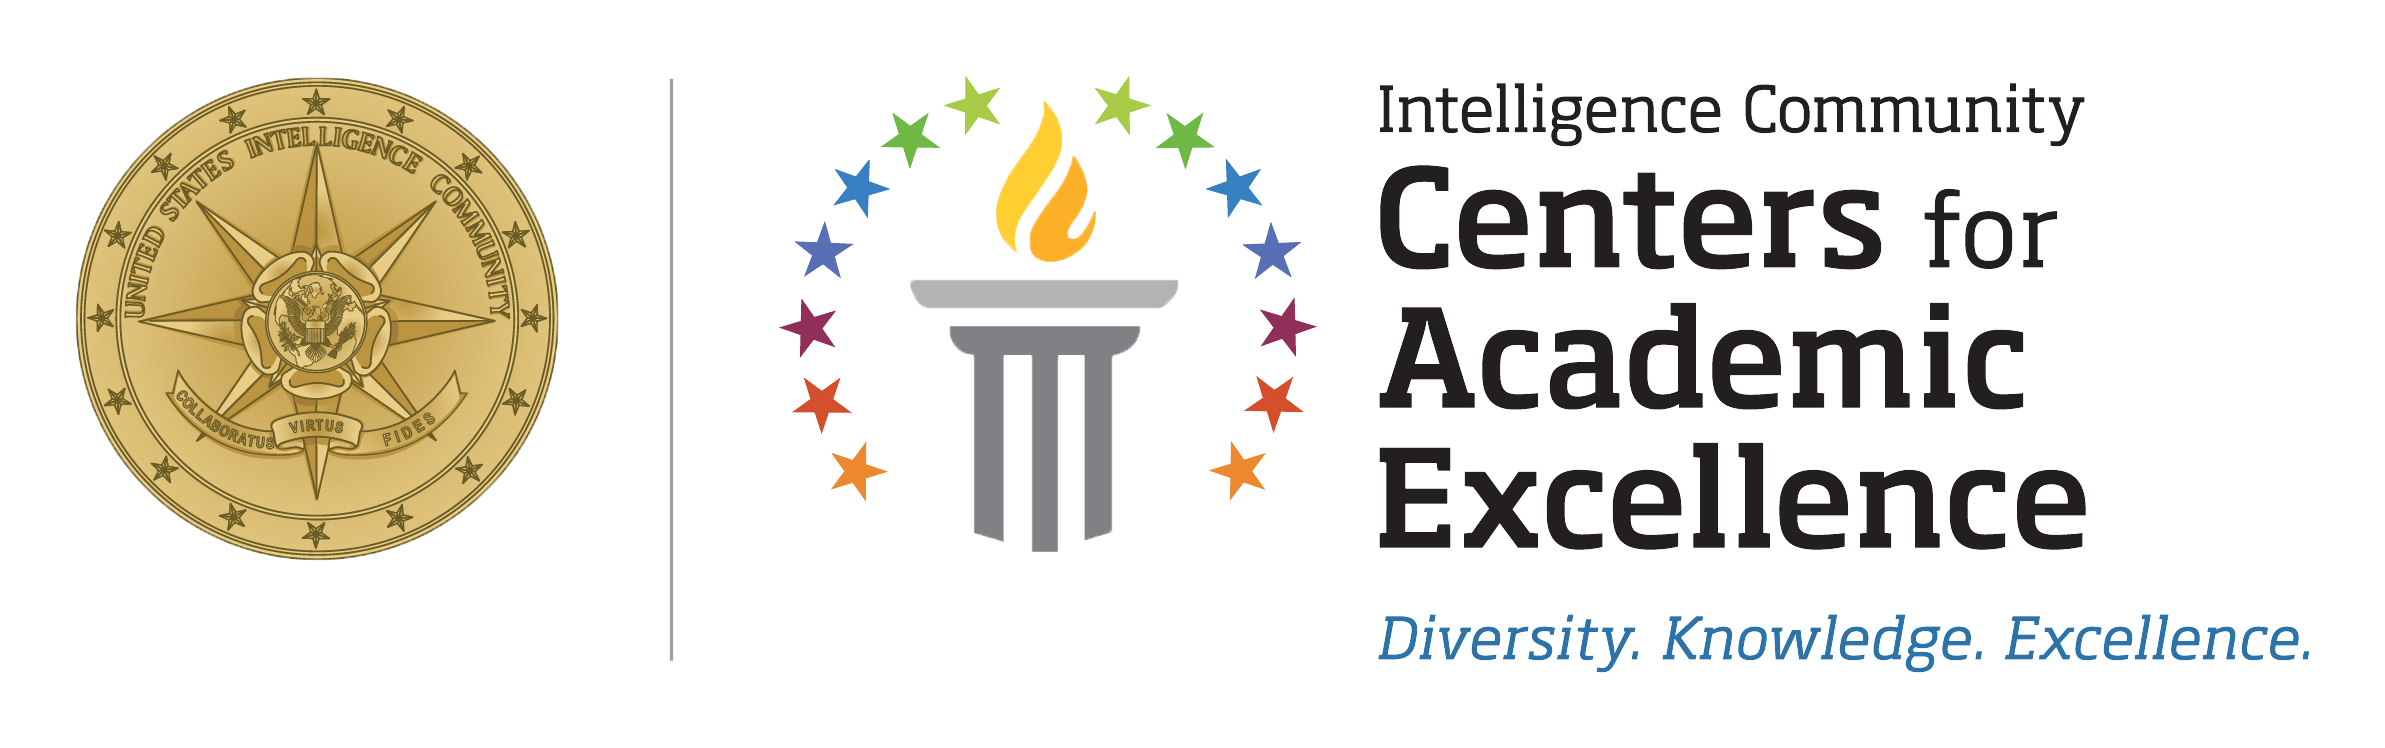 UNITED STATES INTELLIGENCE COMMUNITY
COLLABORATUS VIRTUS FIDES
Intelligence Community
Centers for
Academic
Excellence
Diversity. Knowledge. Excellence.